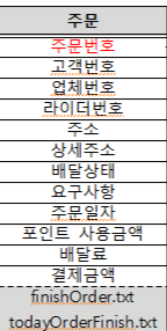 주문
주문번호
고객번호
업체번호
라이더번호
주소
상세주소
배달상태
요구사항
주문일자
포인트 사용금액
배달료
결제금액
finishOrder.txt
todayOrderFinish.txt